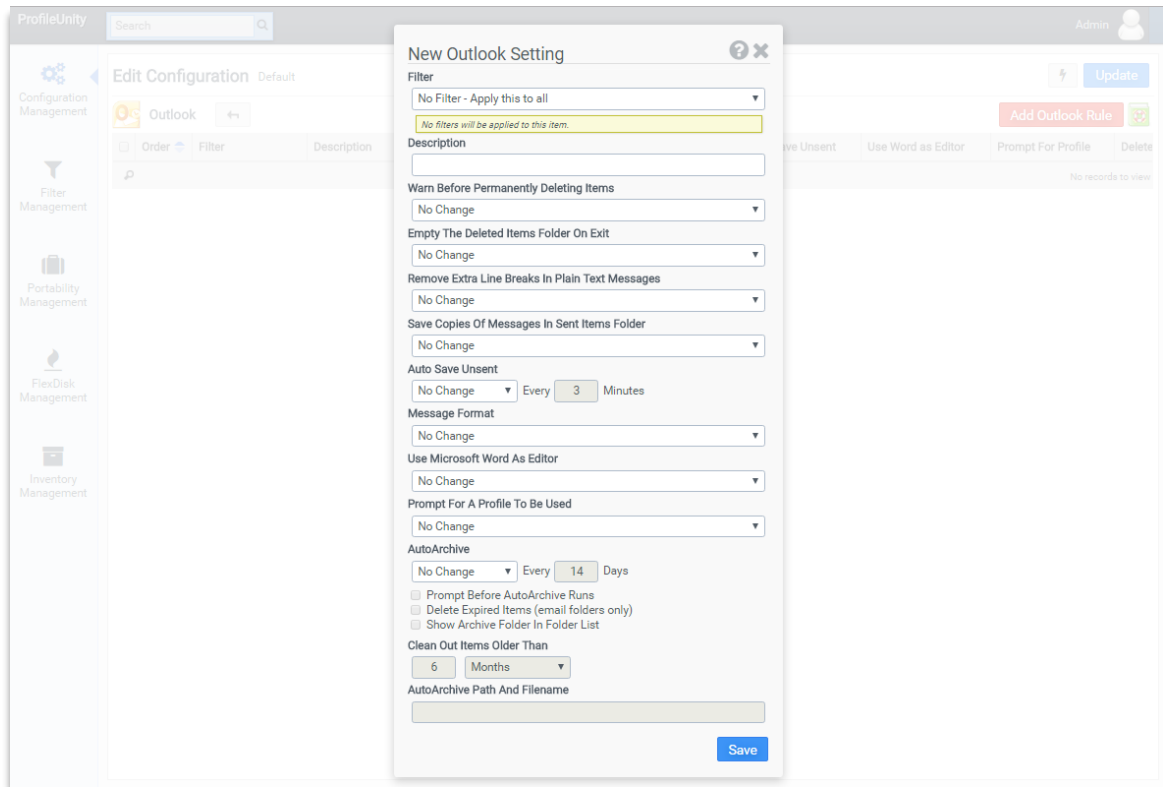 ProfileUnity
Search
Admin
Configuration
Management
Filter
Management
Portability
Management
FlexDisk
Management
Inventory
Management
Edit Configuration Default
Update
Outlook
Add Outlook Rule
Order Filter Description
ve Unsent Use Word as Editor Prompt For Profile Delete
No records to view
New Outlook Setting
Filter
No Filter - Apply this to all
No filters will be applied to this item.
Description
Warn Before Permanently Deleting Items
No Change
Empty The Deleted Items Folder On Exit
No Change
Remove Extra Line Breaks In Plain Text Messages
No Change
Save Copies Of Messages In Sent Items Folder
No Change
Auto Save Unsent
No Change Every 3 Minutes
Message Format
No Change
Use Microsoft Word As Editor
No Change
Prompt For A Profile To Be Used
No Change
AutoArchive
No Change Every 14 Days
Prompt Before AutoArchive Runs
Delete Expired Items (email folders only)
Show Archive Folder In Folder List
Clean Out Items Older Than
6 Months
AutoArchive Path And Filename
Save